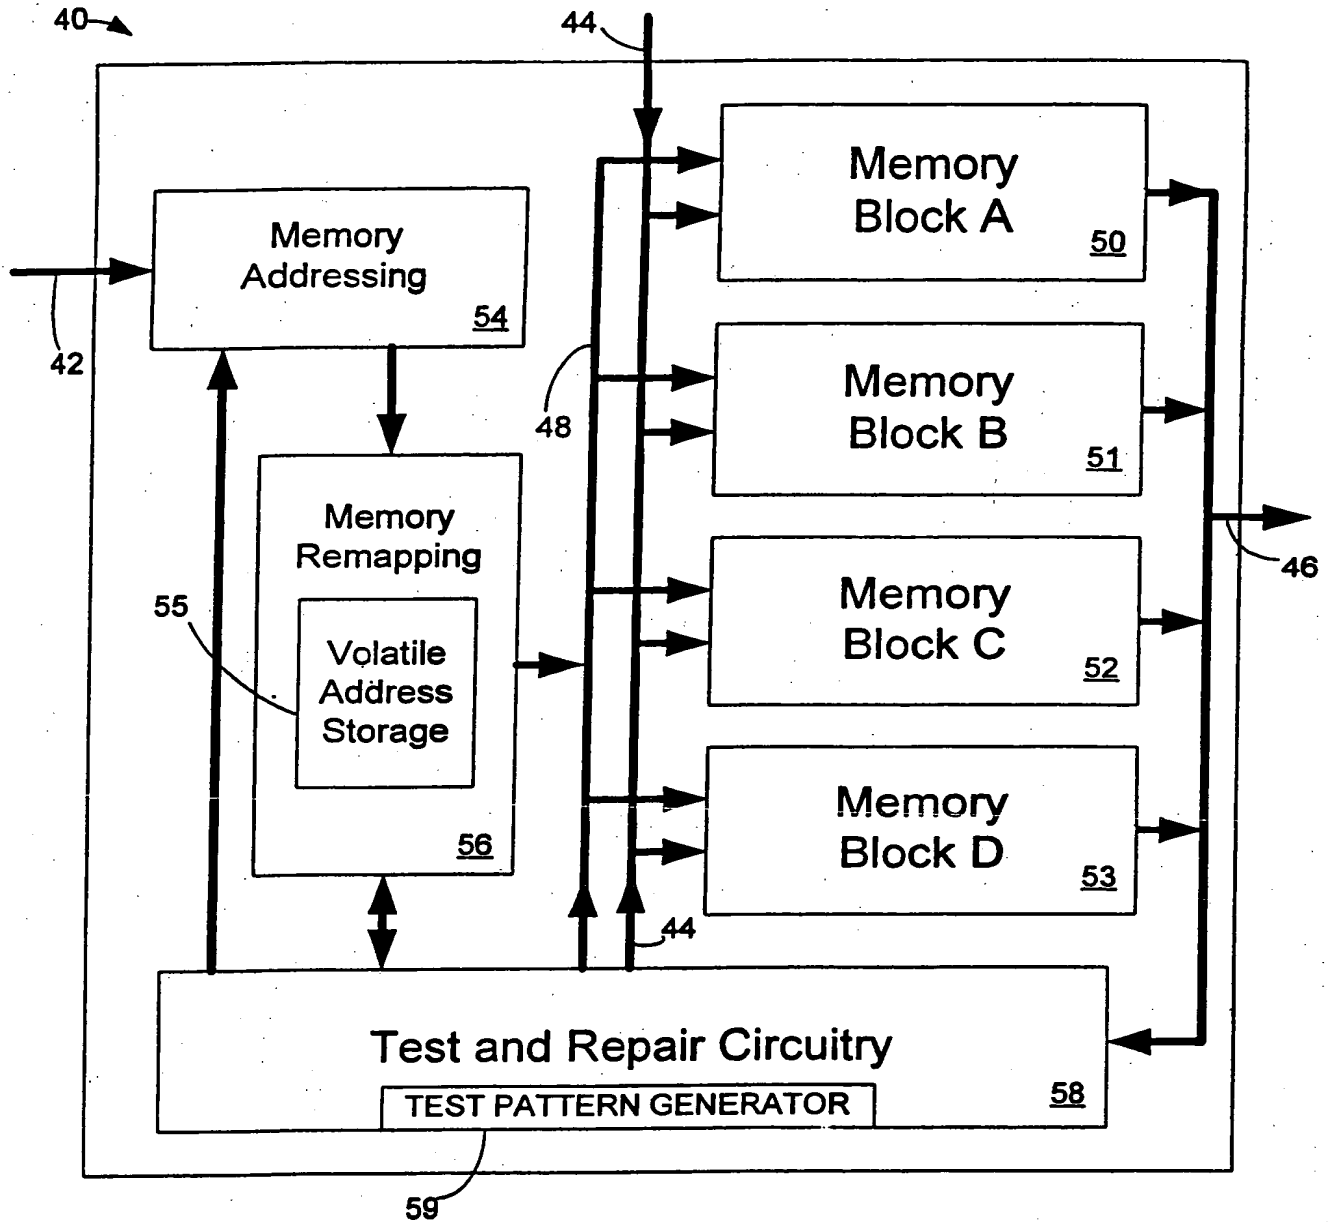 40
44
Memory
Block A
50
Memory
Addressing
54
42
48
Memory
Block B
51
Memory
Remapping
46
55
Volatile
Address
Storage
56
Memory
Block C
52
Memory
Block D
53
44
Test and Repair Circuitry
58
TEST PATTERN GENERATOR
59